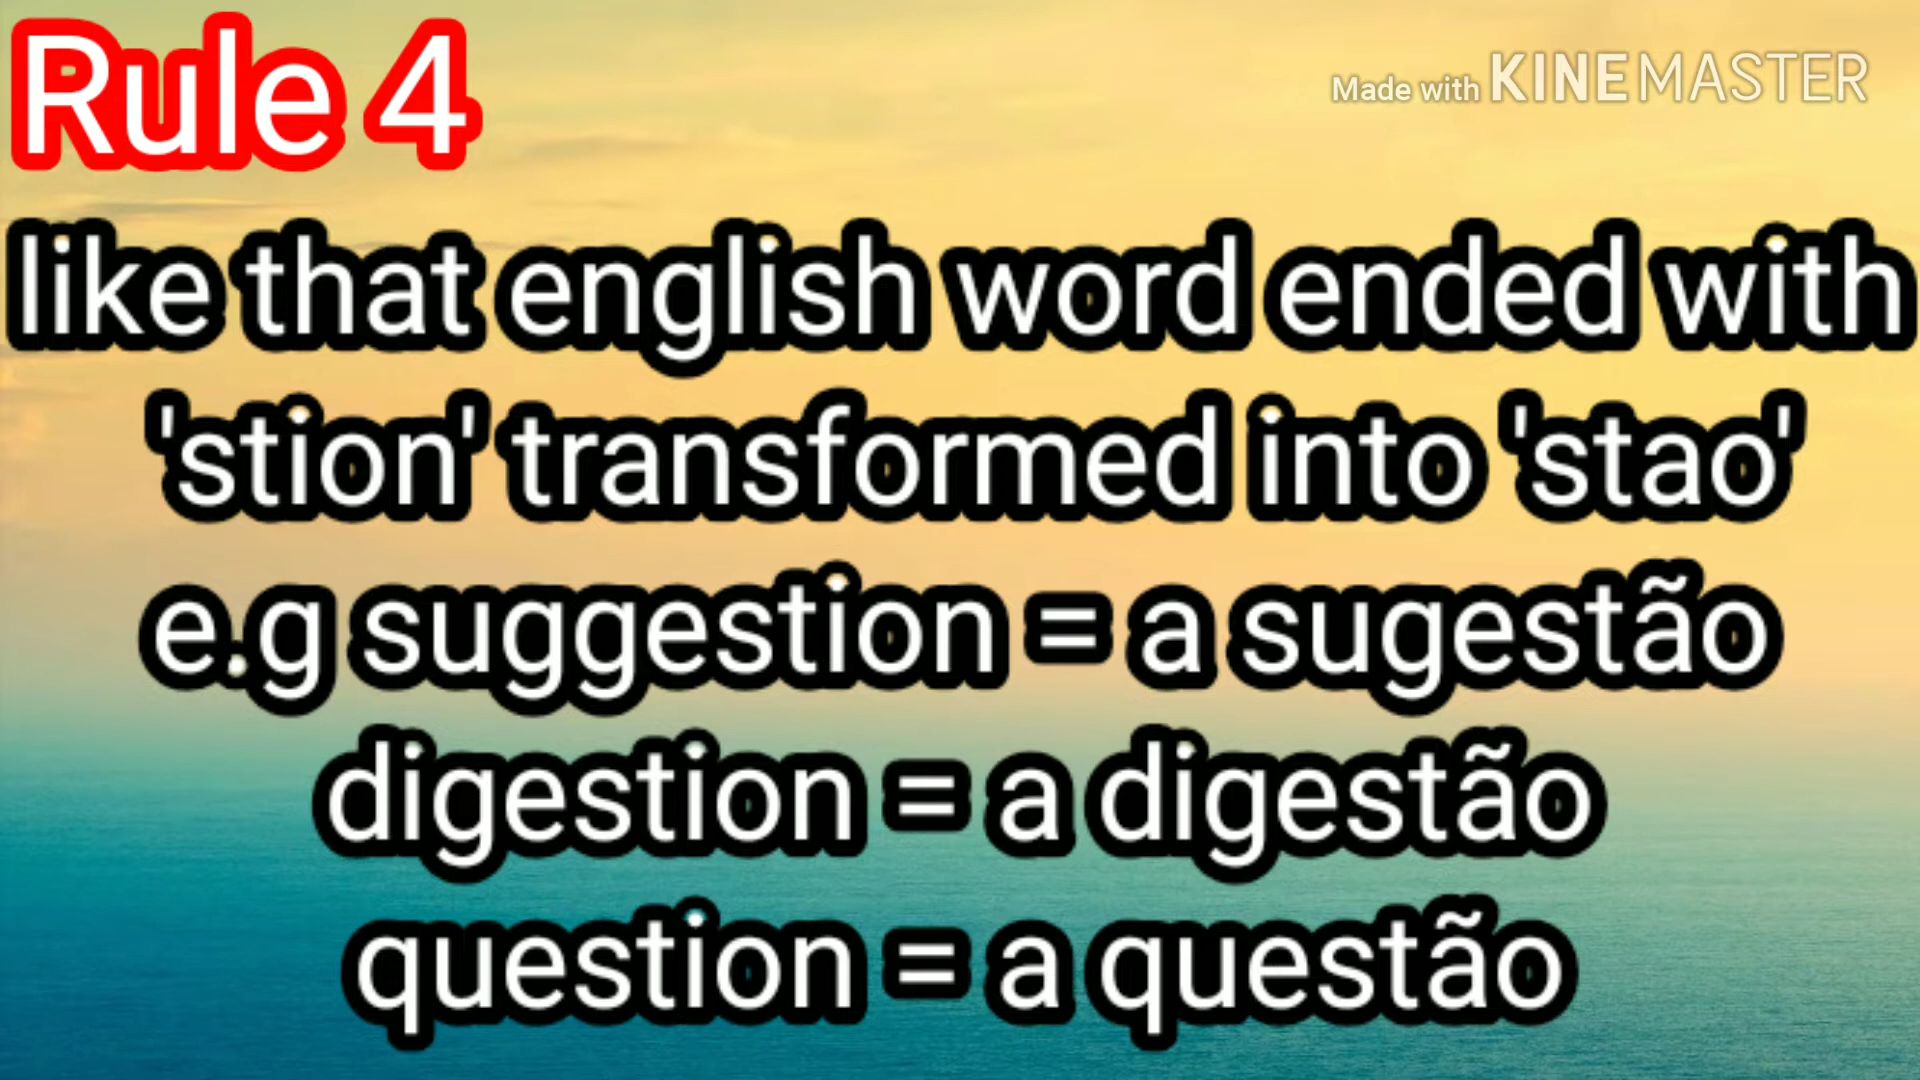 Rule 4
Made with KINEMASTER
like that english word ended with
'stion' transformed into 'stao'
e.g suggestion = a sugestão
digestion = a digestão
question = a questão